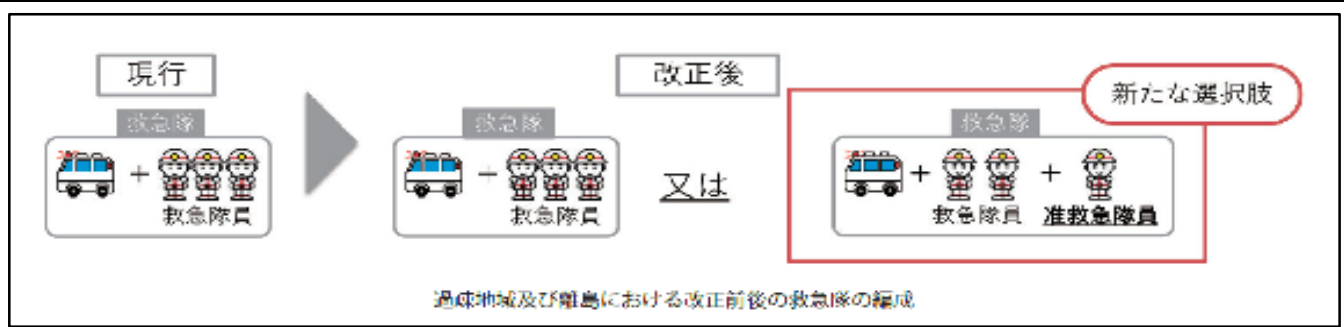 現行
改正後
新たな選択肢
救急隊
救急隊
救急隊
+
+
又は
+
+
救急隊員
救急隊員
救急隊員
准救急隊員
過疎地域及び離島における改正前後の救急隊の編成